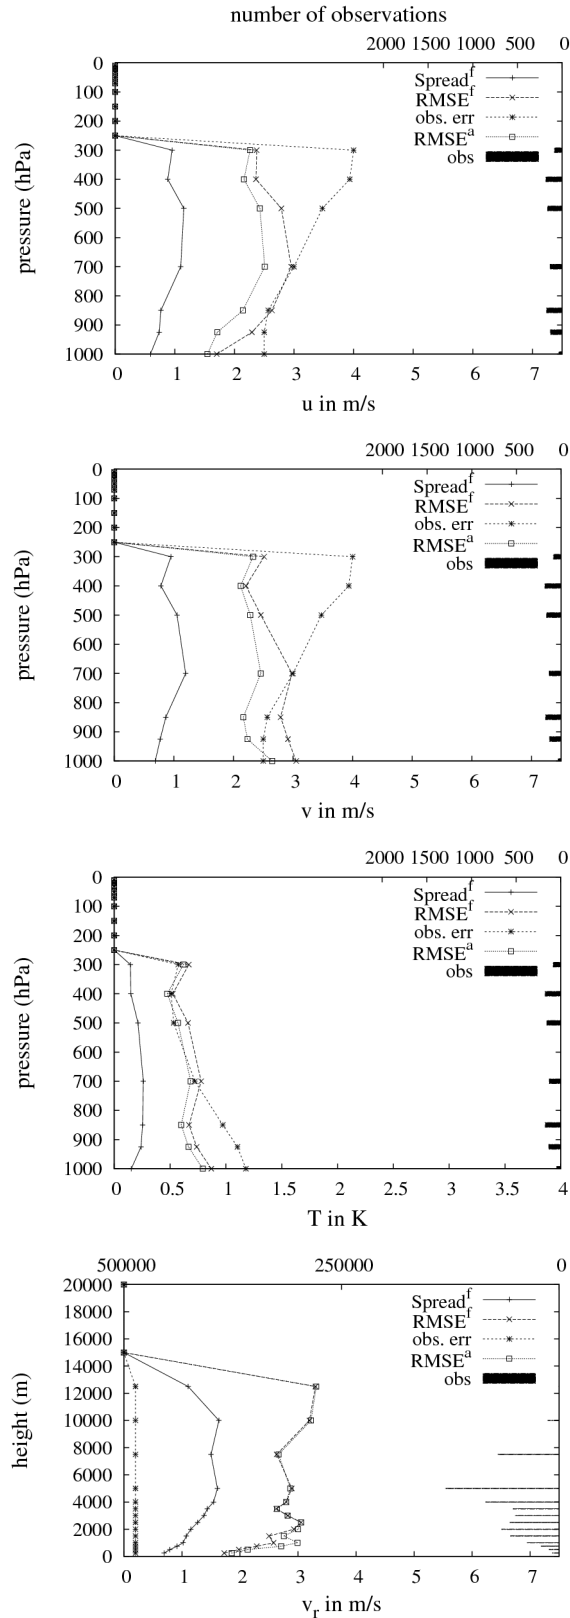 number of observations
2000 1500 1000 500 0
0
100
200
300
400
500
600
700
800
900
1000
pressure (hPa)
Spread^f
RMSE^f
obs. err
RMSE^a
obs
0 1 2 3 4 5 6 7
u in m/s
2000 1500 1000 500 0
0
100
200
300
400
500
600
700
800
900
1000
pressure (hPa)
Spread^f
RMSE^f
obs. err
RMSE^a
obs
0 1 2 3 4 5 6 7
v in m/s
2000 1500 1000 500 0
0
100
200
300
400
500
600
700
800
900
1000
pressure (hPa)
Spread^f
RMSE^f
obs. err
RMSE^a
obs
0 0.5 1 1.5 2 2.5 3 3.5 4
T in K
500000 250000 0
20000
18000
16000
14000
12000
10000
8000
6000
4000
2000
0
height (m)
Spread^f
RMSE^f
obs. err
RMSE^a
obs
0 1 2 3 4 5 6 7
v_r in m/s